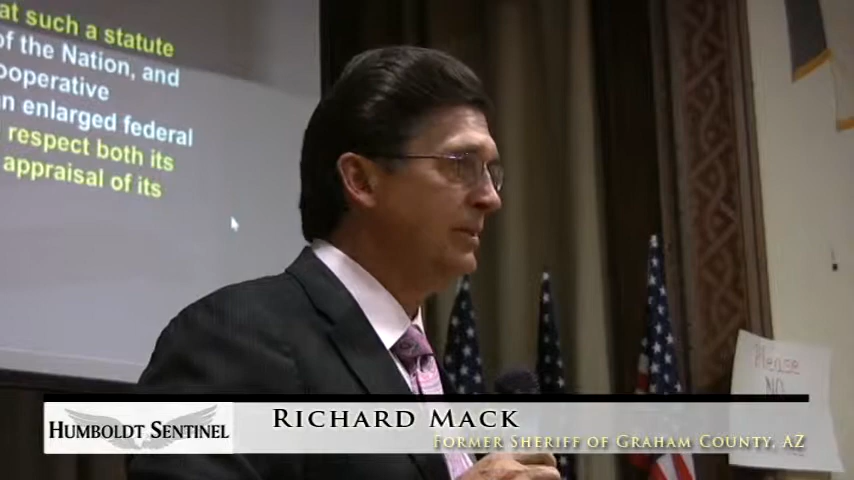 at such a statute
of the Nation, and
ooperative
n enlarged federal
respect both its
appraisal of its
Please
NO
HUMBOLDT SENTINEL
RICHARD MACK
FORMER SHERIFF OF GRAHAM COUNTY, AZ